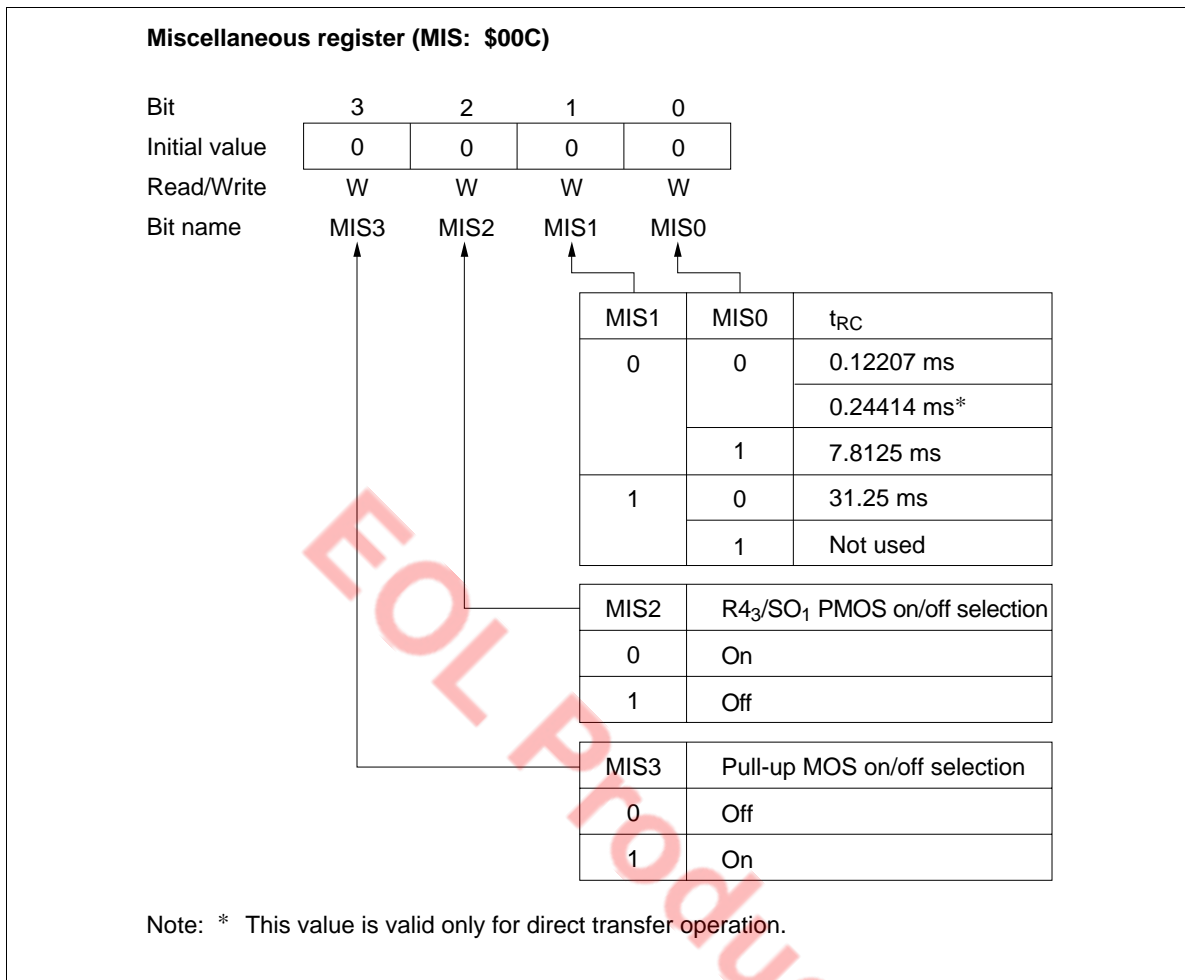 Miscellaneous register (MIS: $00C)
Bit 3 2 1 0
Initial value 0 0 0 0
Read/Write W W W W
Bit name MIS3 MIS2 MIS1 MIS0
MIS1 MIS0 tRC
0 0 0.12207 ms
0.24414 ms*
1 7.8125 ms
1 0 31.25 ms
1 Not used
MIS2 R43/SO1 PMOS on/off selection
0 On
1 Off
MIS3 Pull-up MOS on/off selection
0 Off
1 On
Note: * This value is valid only for direct transfer operation.
EOL Produc